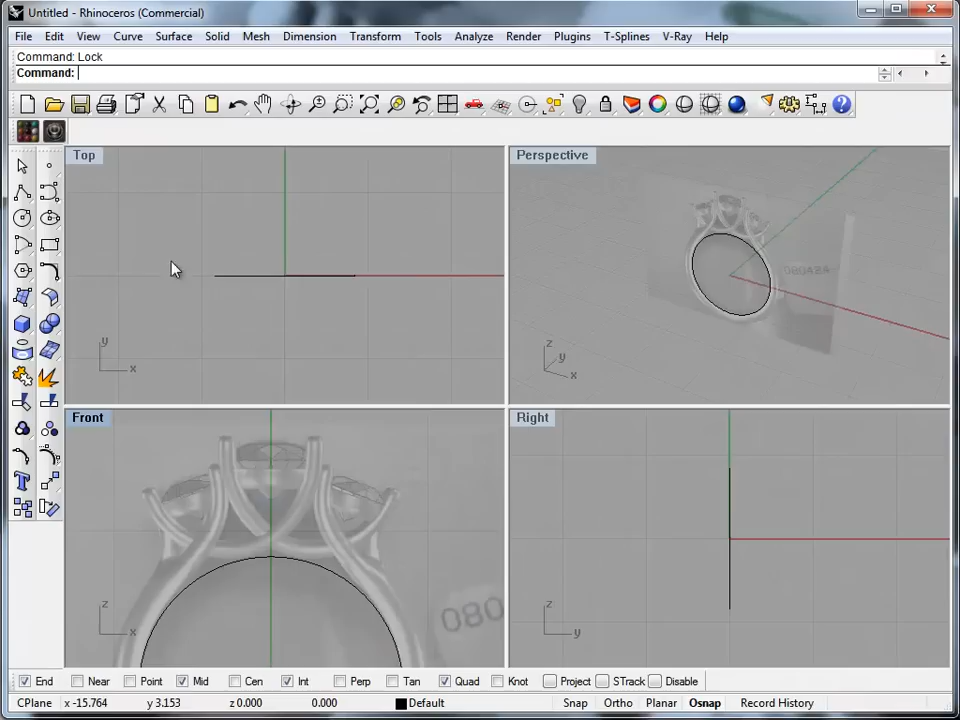 Untitled - Rhinoceros (Commercial)
File Edit View Curve Surface Solid Mesh Dimension Transform Tools Analyze Render Plugins T-Splines V-Ray Help
Command: Lock
Command:
Top
Perspective
y
x
08048A
z
y
x
Front
Right
080
z
x
z
y
End Near Point Mid Cen Int Perp Tan Quad Knot Project STrack Disable
CPlane x -15.764 y 3.153 z 0.000 0.000 Default Snap Ortho Planar Osnap Record History